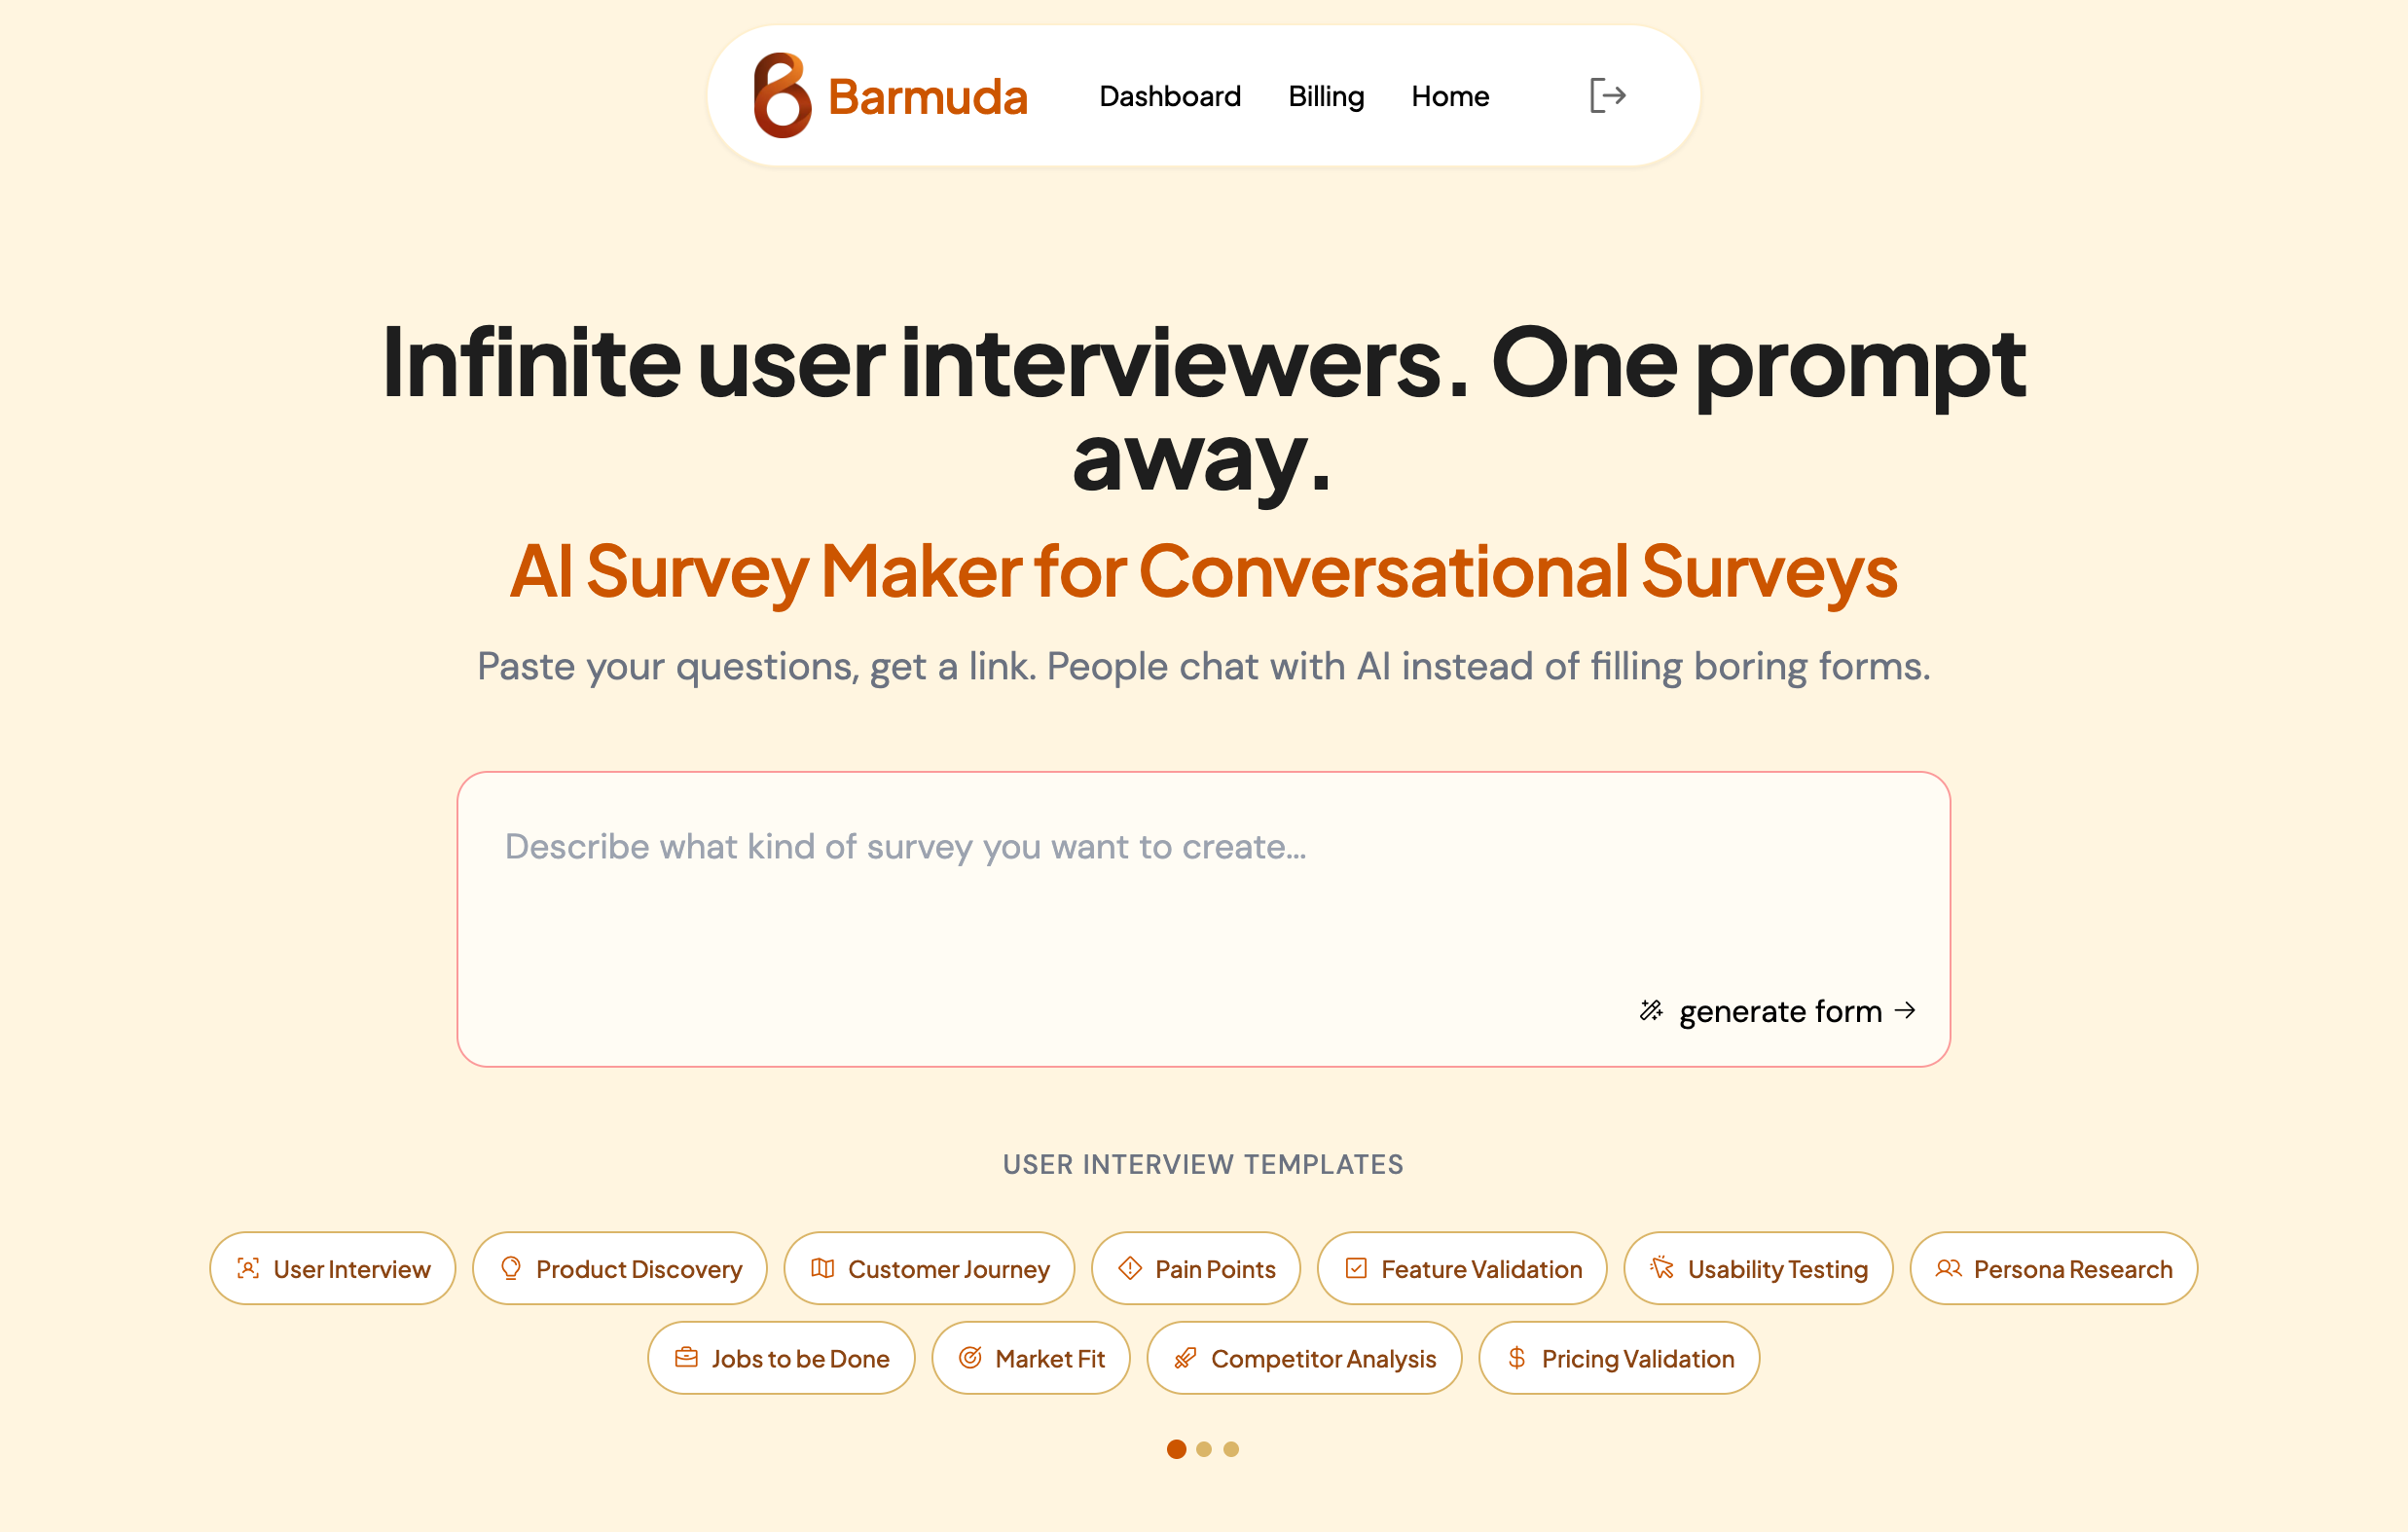 Barmuda Dashboard Billing Home
Infinite user interviewers. One prompt
away.
AI Survey Maker for Conversational Surveys
Paste your questions, get a link. People chat with AI instead of filling boring forms.
Describe what kind of survey you want to create...
generate form →
USER INTERVIEW TEMPLATES
User Interview Product Discovery Customer Journey Pain Points Feature Validation Usability Testing Persona Research
Jobs to be Done Market Fit Competitor Analysis Pricing Validation